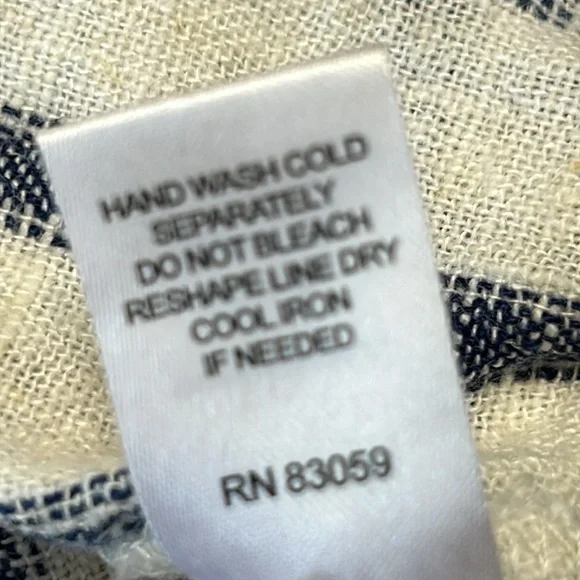 HAND WASH COLD
SEPARATELY
DO NOT BLEACH
RESHAPE LINE DRY
COOL IRON
IF NEEDED
RN 83059